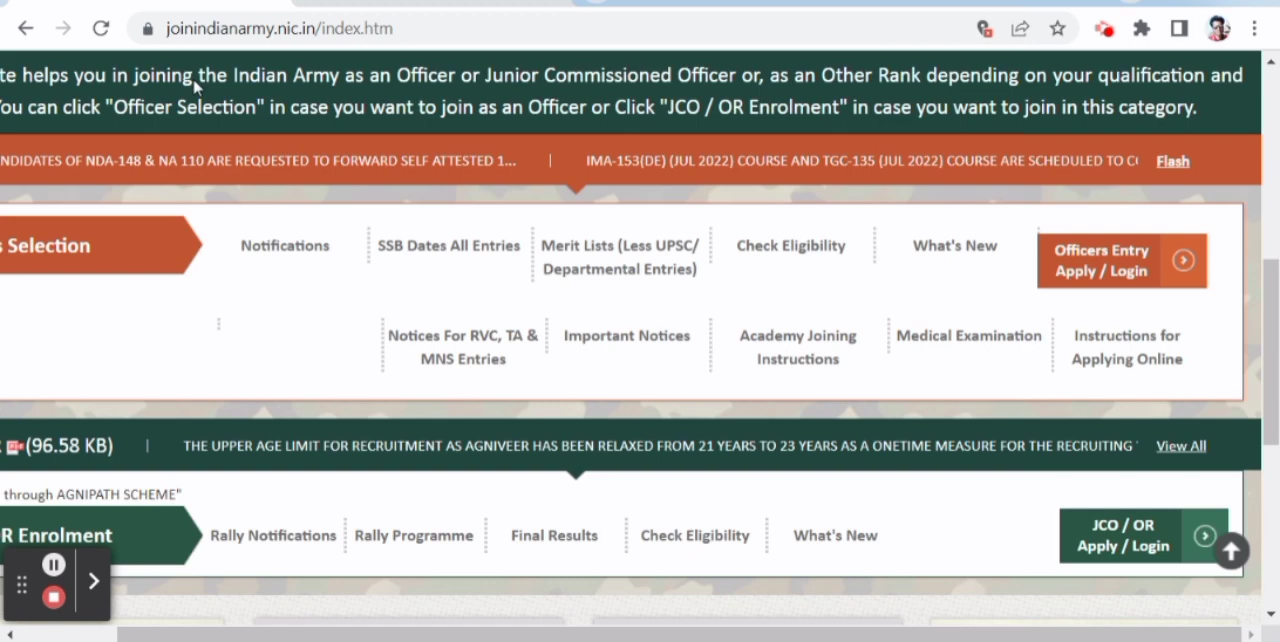 joinindianarmy.nic.in/index.htm
te helps you in joining the Indian Army as an Officer or Junior Commissioned Officer or, as an Other Rank depending on your qualification and
ou can click "Officer Selection" in case you want to join as an Officer or Click "JCO / OR Enrolment" in case you want to join in this category.
NDIDATES OF NDA-148 & NA 110 ARE REQUESTED TO FORWARD SELF ATTESTED 1... | IMA-153(DE) (JUL 2022) COURSE AND TGC-135 (JUL 2022) COURSE ARE SCHEDULED TO Flash
s Selection
Notifications
SSB Dates All Entries
Merit Lists (Less UPSC/
Departmental Entries)
Check Eligibility
What's New
Officers Entry
Apply / Login
Notices For RVC, TA &
MNS Entries
Important Notices
Academy Joining
Instructions
Medical Examination
Instructions for
Applying Online
(96.58 KB) | THE UPPER AGE LIMIT FOR RECRUITMENT AS AGNIVEER HAS BEEN RELAXED FROM 21 YEARS TO 23 YEARS AS A ONETIME MEASURE FOR THE RECRUITING View All
through AGNIPATH SCHEME"
R Enrolment
Rally Notifications
Rally Programme
Final Results
Check Eligibility
What's New
JCO / OR
Apply / Login